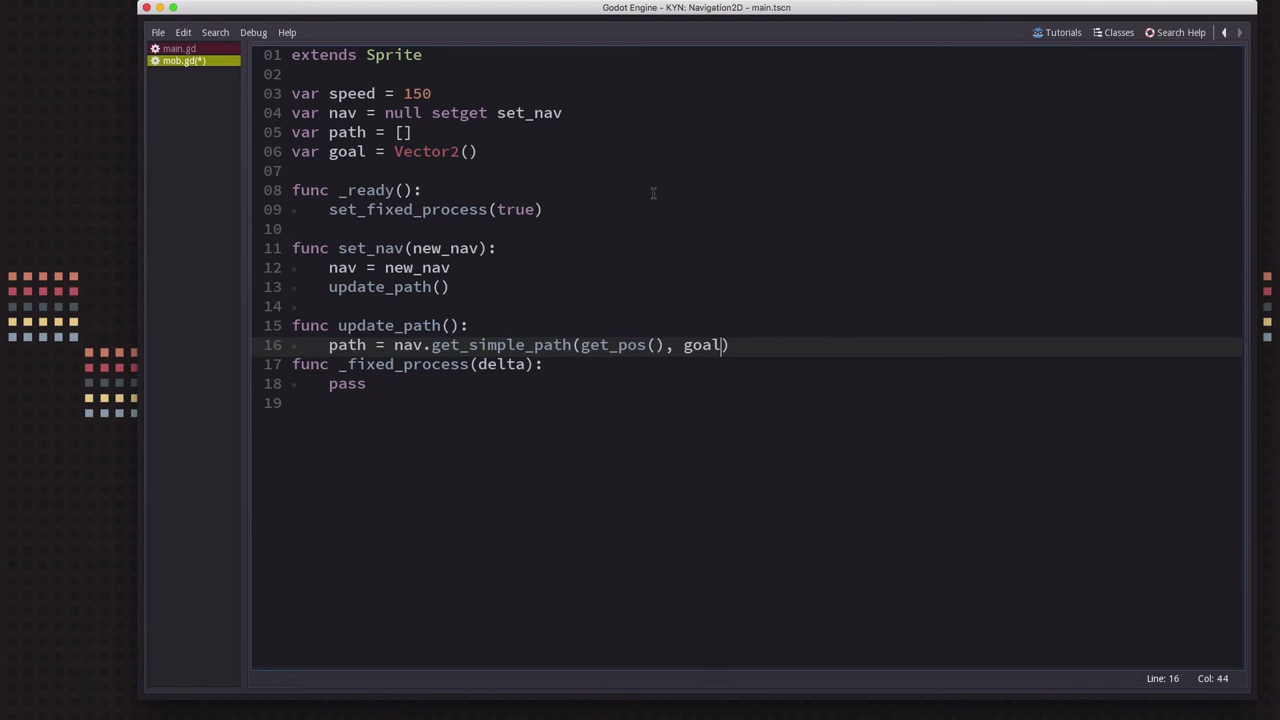 Godot Engine - KYN: Navigation2D - main.tscn
File Edit Search Debug Help Tutorials Classes Search Help
main.gd
mob.gd(*)
01 extends Sprite
02
03 var speed = 150
04 var nav = null setget set_nav
05 var path = []
06 var goal = Vector2()
07
08 func _ready():
09 set_fixed_process(true)
10
11 func set_nav(new_nav):
12 nav = new_nav
13 update_path()
14
15 func update_path():
16 path = nav.get_simple_path(get_pos(), goal)
17 func _fixed_process(delta):
18 pass
19
Line: 16 Col: 44